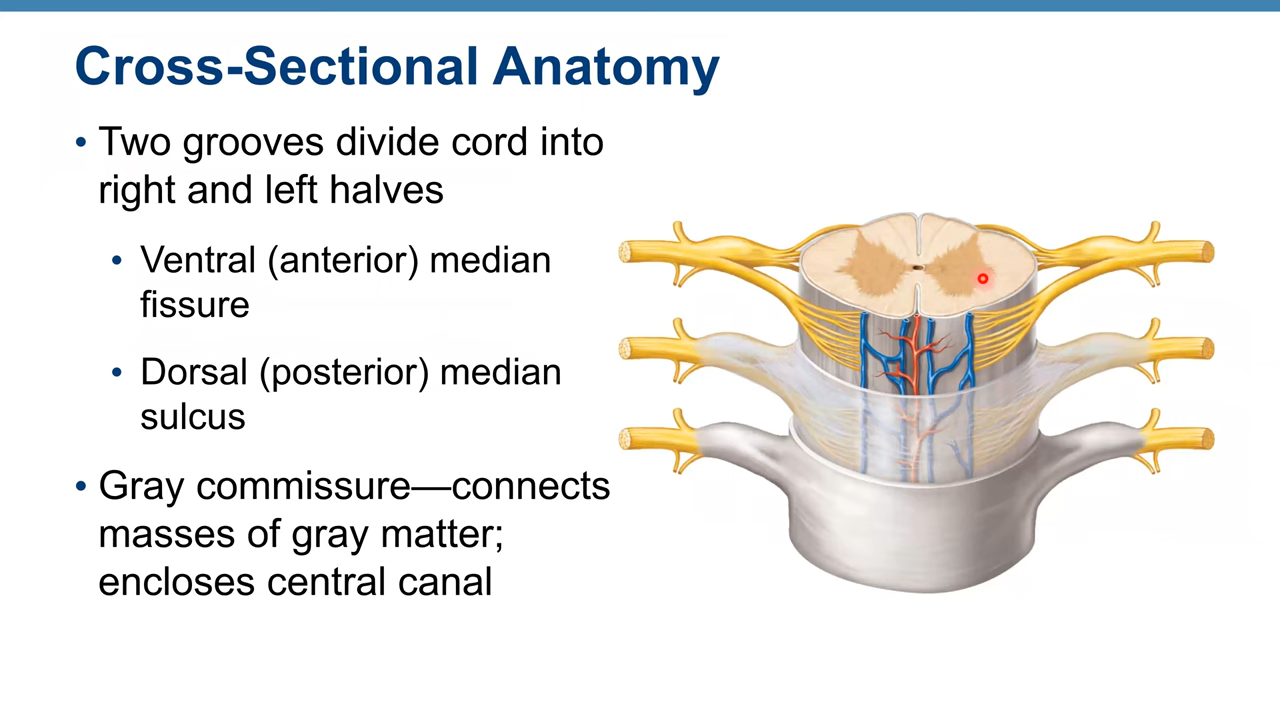 Cross-Sectional Anatomy
• Two grooves divide cord into
right and left halves
• Ventral (anterior) median
fissure
• Dorsal (posterior) median
sulcus
• Gray commissure—connects
masses of gray matter;
encloses central canal